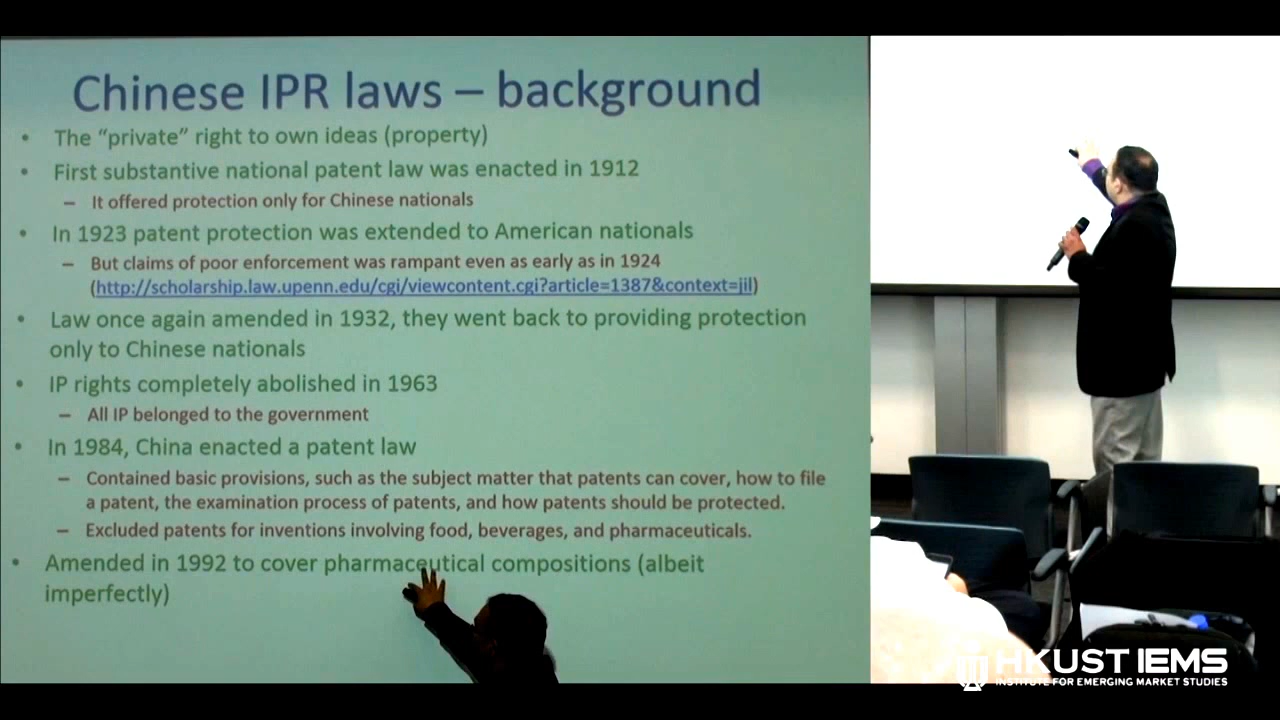 Chinese IPR laws – background
• The “private” right to own ideas (property)
• First substantive national patent law was enacted in 1912
– It offered protection only for Chinese nationals
• In 1923 patent protection was extended to American nationals
– But claims of poor enforcement was rampant even as early as in 1924
(http://scholarship.law.upenn.edu/cgi/viewcontent.cgi?article=1387&context=jil)
• Law once again amended in 1932, they went back to providing protection
only to Chinese nationals
• IP rights completely abolished in 1963
– All IP belonged to the government
• In 1984, China enacted a patent law
– Contained basic provisions, such as the subject matter that patents can cover, how to file
a patent, the examination process of patents, and how patents should be protected.
– Excluded patents for inventions involving food, beverages, and pharmaceuticals.
• Amended in 1992 to cover pharmaceutical compositions (albeit
imperfectly)
HKUST IEMS
INSTITUTE FOR EMERGING MARKET STUDIES